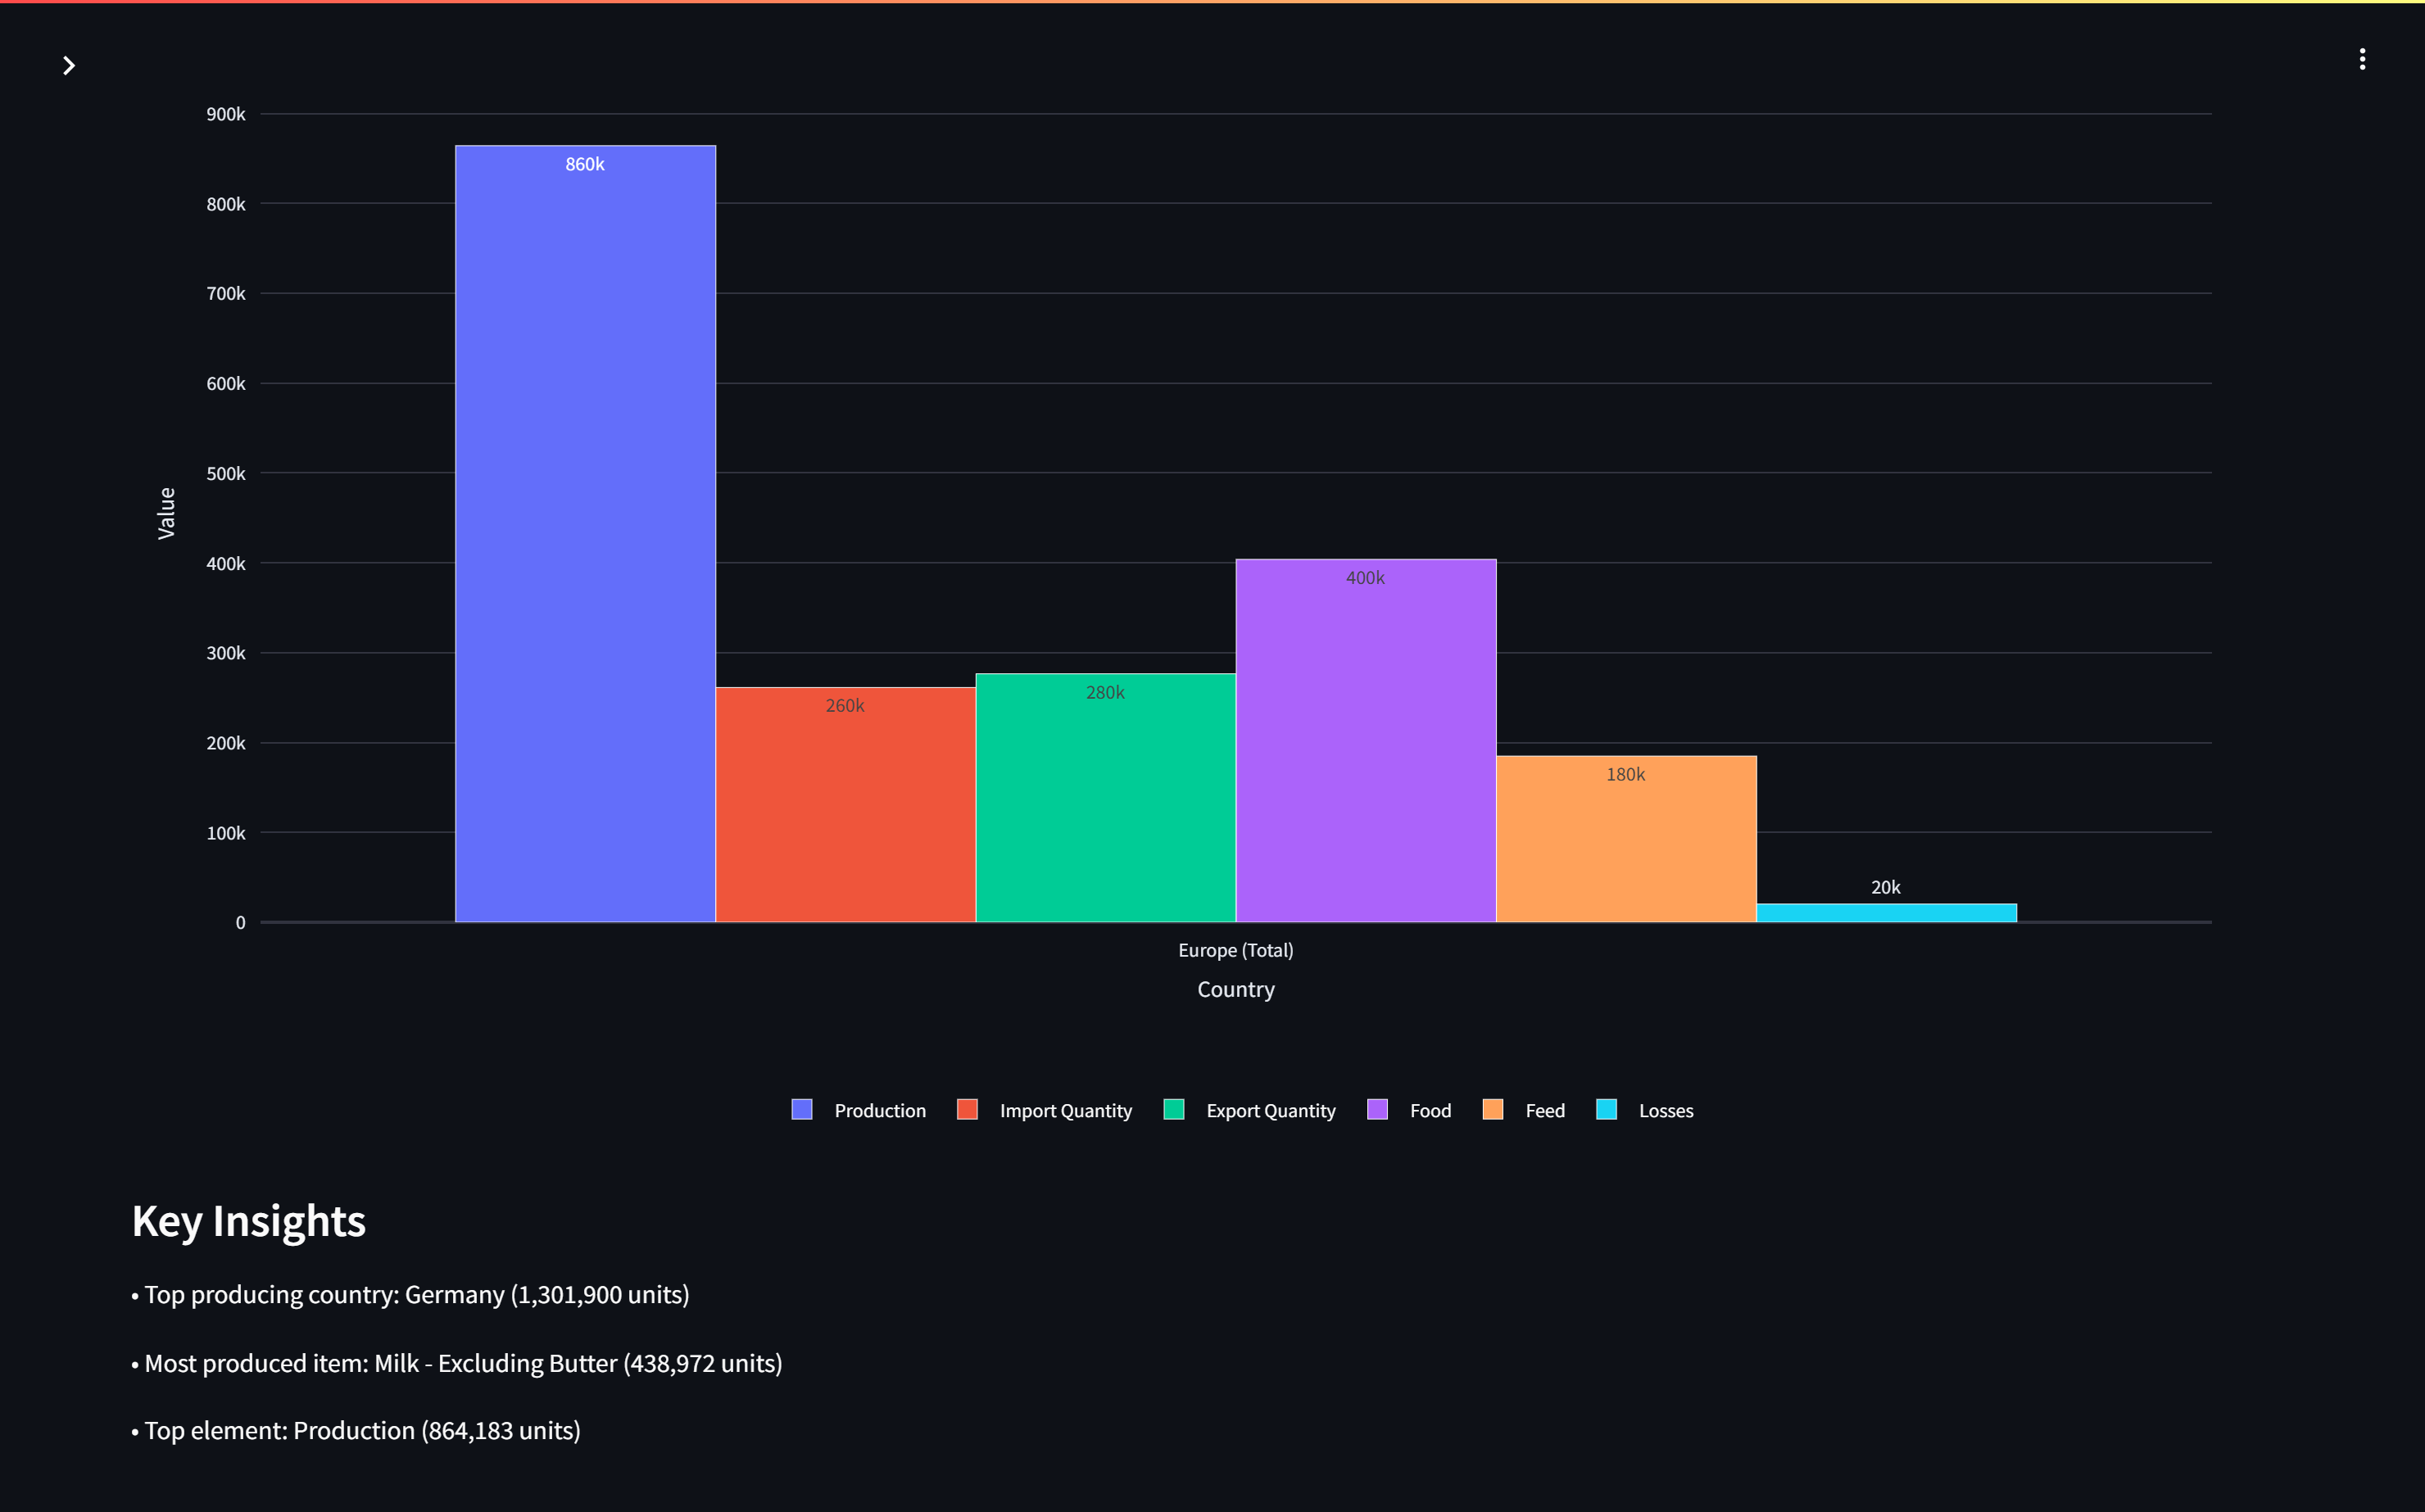 900k
860k
800k
700k
600k
500k
Value
400k
400k
300k
280k
260k
200k
180k
100k
20k
0
Europe (Total)
Country
Production Import Quantity Export Quantity Food Feed Losses
Key Insights
• Top producing country: Germany (1,301,900 units)
• Most produced item: Milk - Excluding Butter (438,972 units)
• Top element: Production (864,183 units)